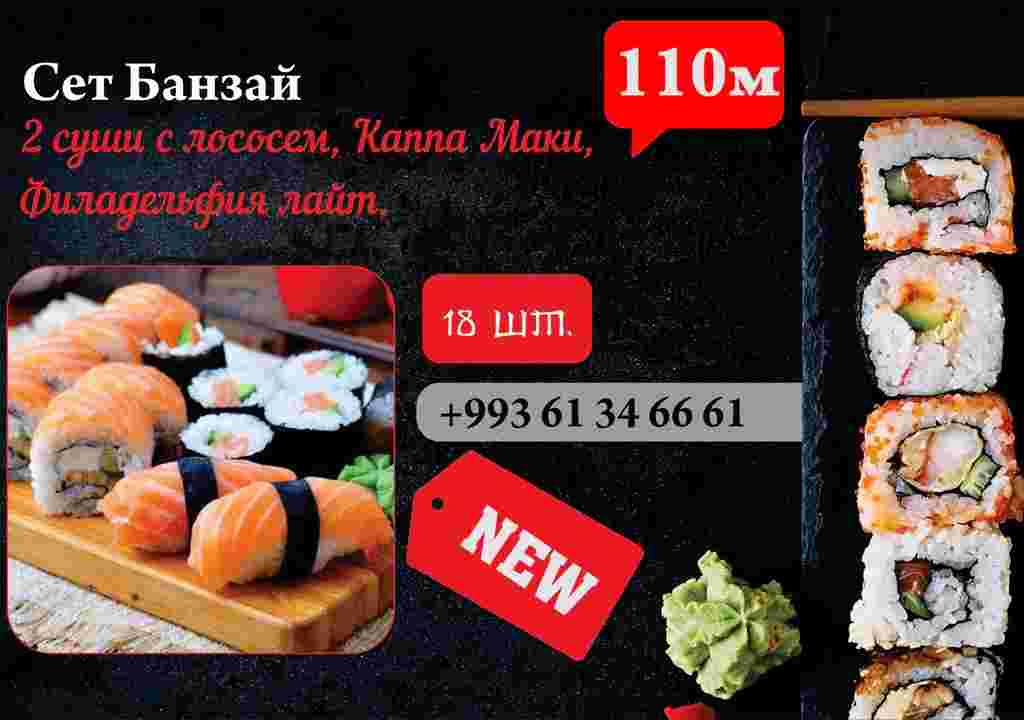 Сет Банзай
110м
2 суши с лососем, Каппа Маки,
Филадельфия лайт.
18 шт.
+993 61 34 66 61
NEW